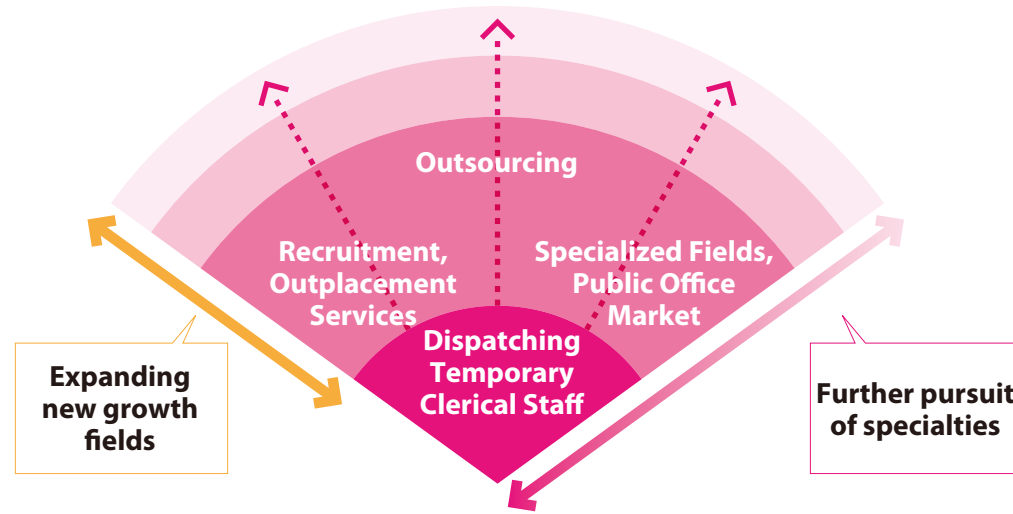 Outsourcing
Recruitment,
Outplacement
Services
Specialized Fields,
Public Office
Market
Dispatching
Temporary
Clerical Staff
Expanding
new growth
fields
Further pursuit
of specialties